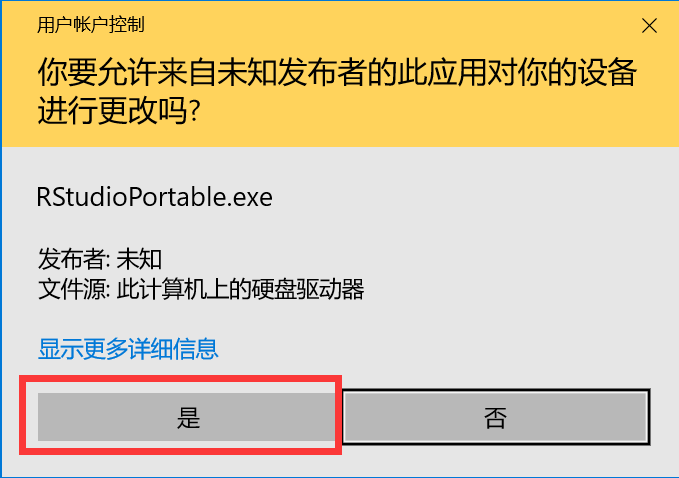 用户帐户控制
你要允许来自未知发布者的此应用对你的设备
进行更改吗?
RStudioPortable.exe
发布者: 未知
文件源: 此计算机上的硬盘驱动器
显示更多详细信息
是
否